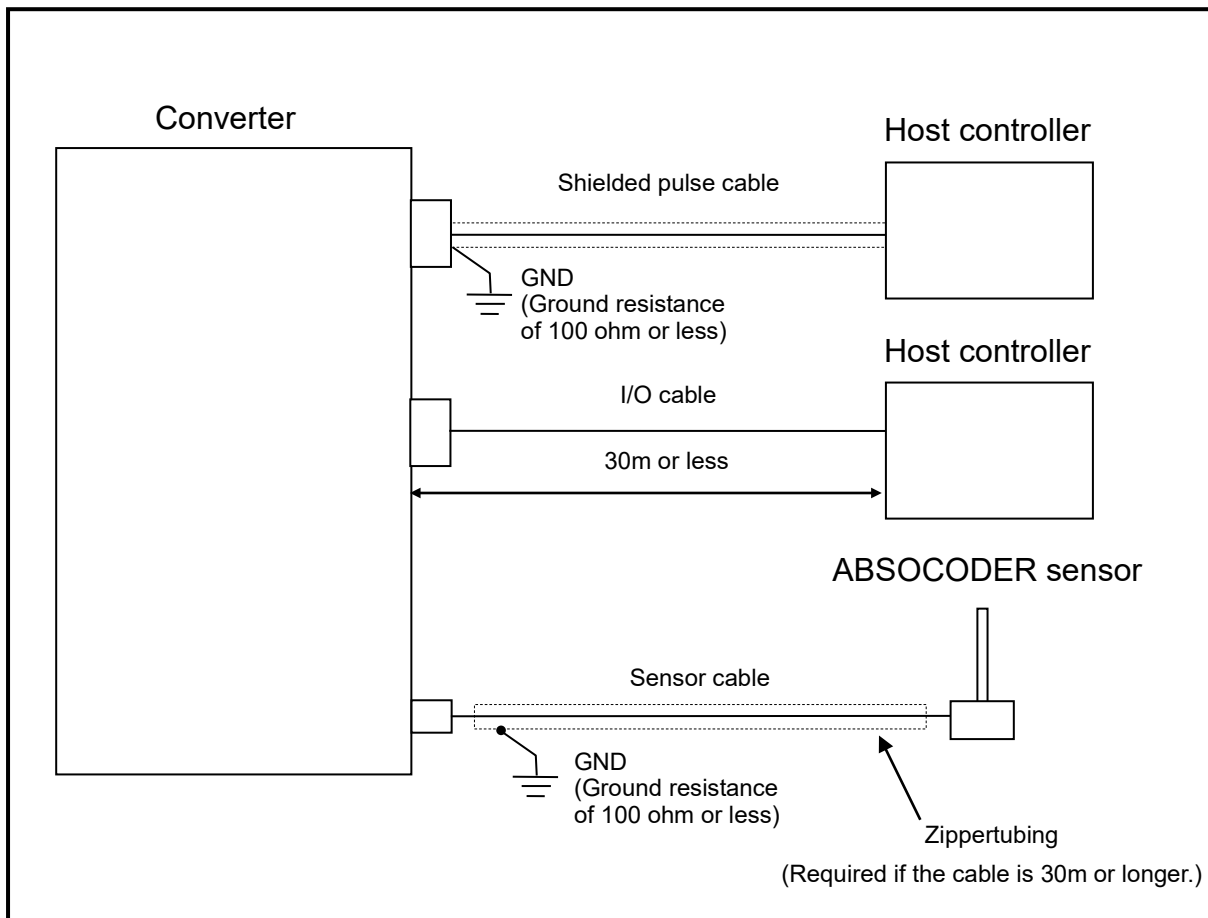 Converter
Host controller
Shielded pulse cable
GND
(Ground resistance
of 100 ohm or less)
Host controller
I/O cable
30m or less
ABSOCODER sensor
Sensor cable
GND
(Ground resistance
of 100 ohm or less)
Zippertubing
(Required if the cable is 30m or longer.)